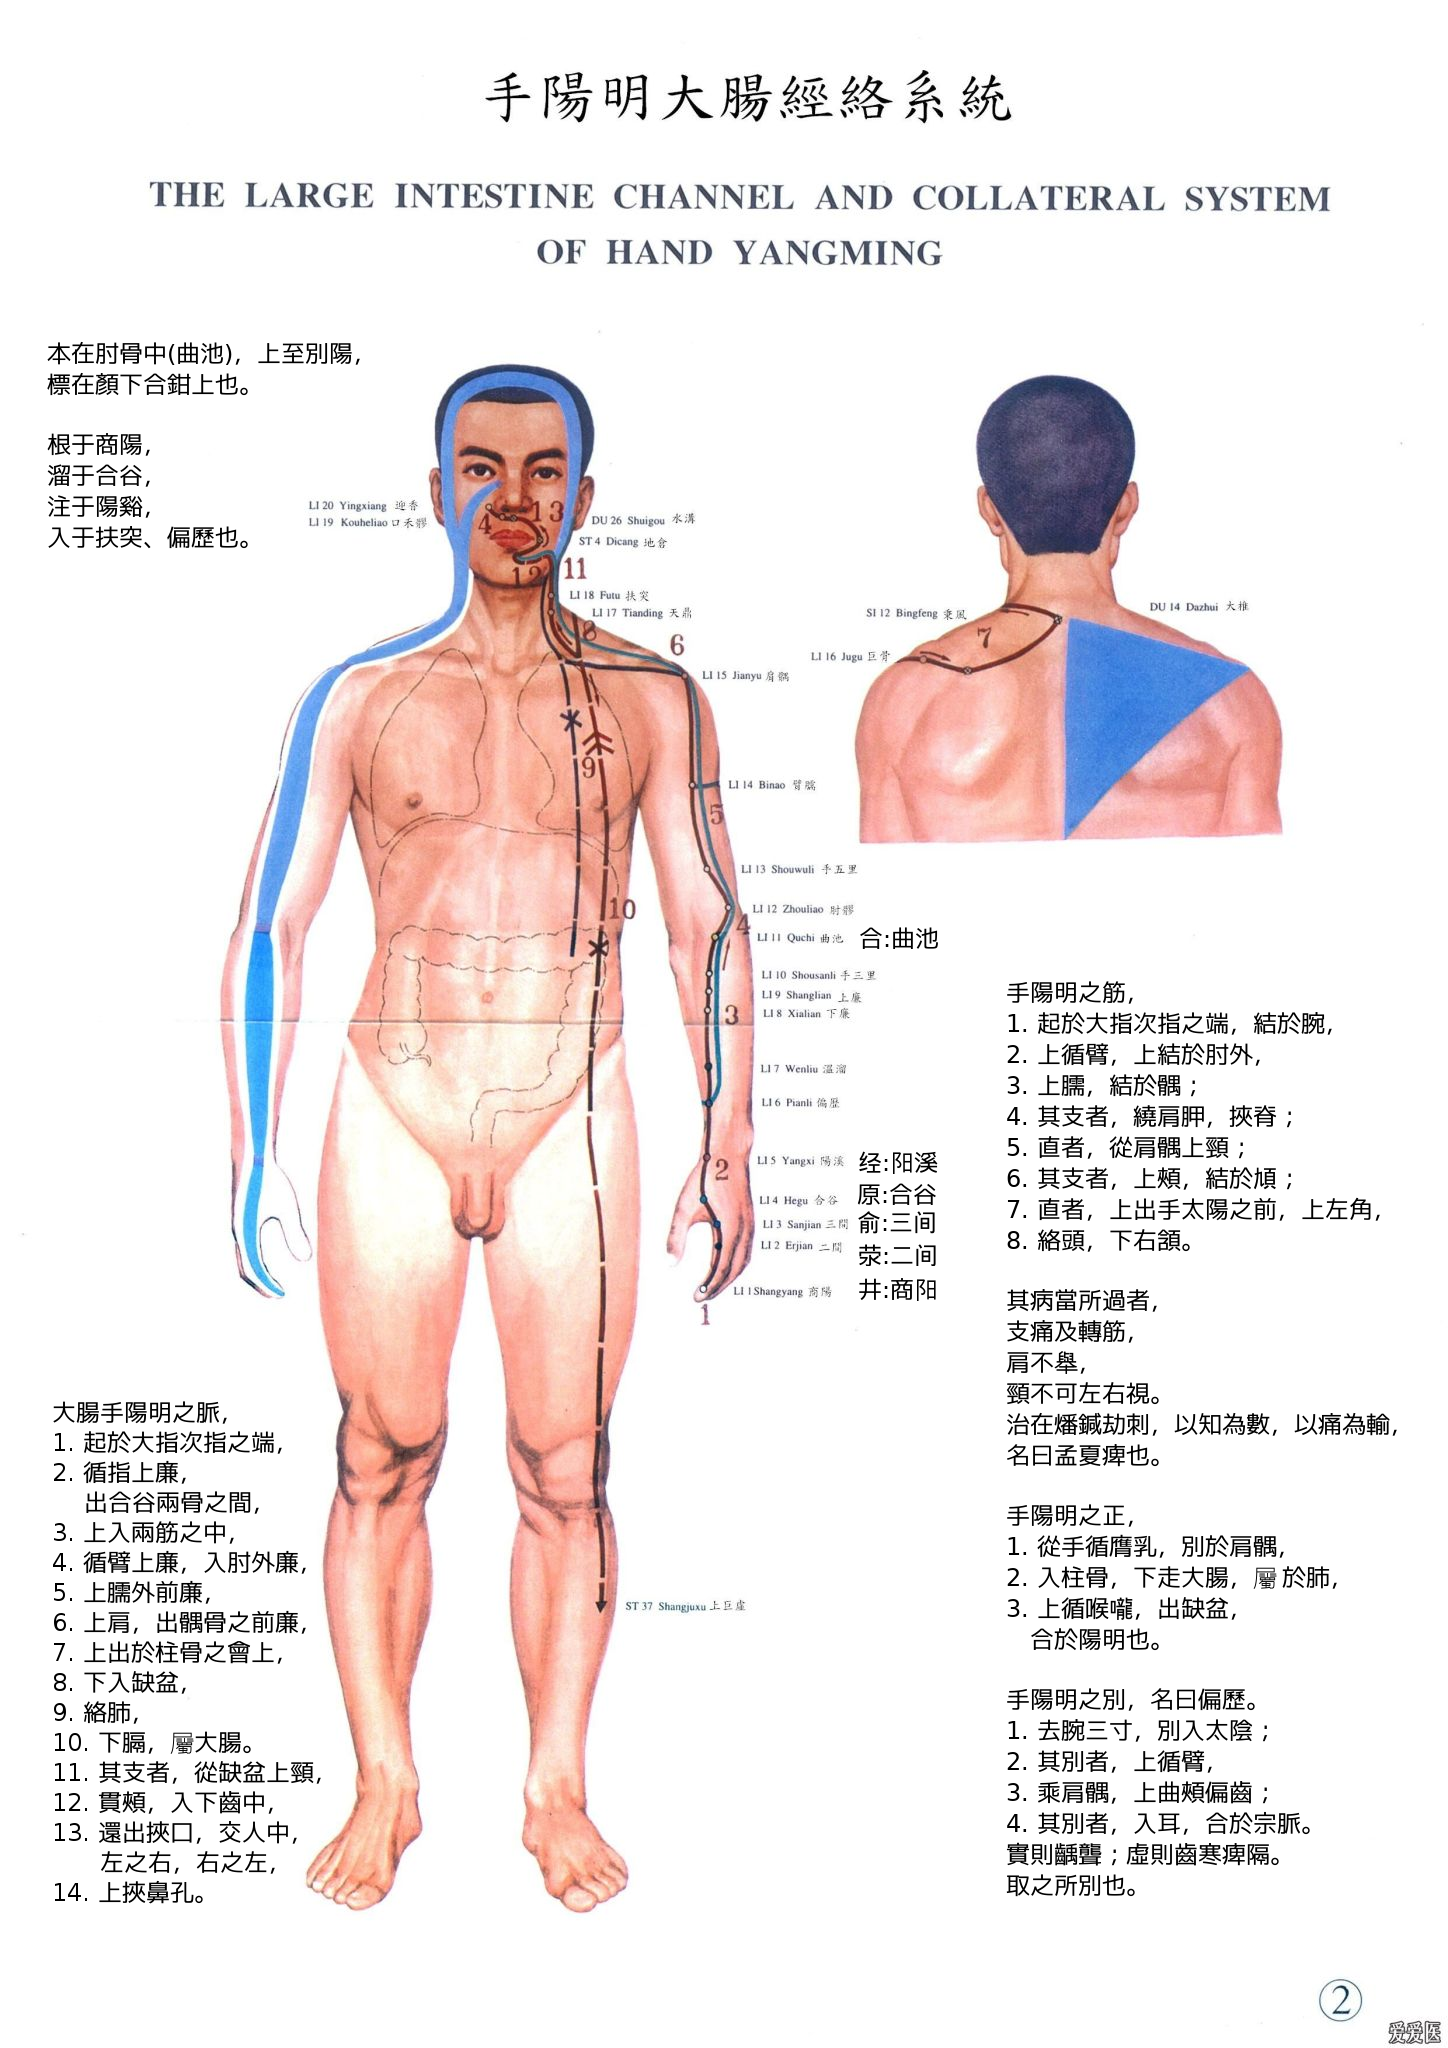 手陽明大腸經絡系統
THE LARGE INTESTINE CHANNEL AND COLLATERAL SYSTEM
OF HAND YANGMING
本在肘骨中(曲池)，上至別陽，
標在顏下合鉗上也。
根于商陽，
溜于合谷，
注于陽谿，
入于扶突、偏歷也。
LI 20 Yingxiang 迎香
LI 19 Kouheliao 口禾髎
4
13
DU 26 Shuigou 水溝
ST 4 Dicang 地倉
12
11
LI 18 Futu 扶突
LI 17 Tianding 天鼎
8
6
LI 15 Jianyu 肩髃
9
LI 14 Binao 臂臑
5
LI 13 Shouwuli 手五里
10
LI 12 Zhouliao 肘髎
4
LI 11 Quchi 曲池 合:曲池
LI 10 Shousanli 手三里
LI 9 Shanglian 上廉
LI 8 Xialian 下廉
3
LI 7 Wenliu 溫溜
LI 6 Pianli 偏歷
LI 5 Yangxi 陽溪 经:阳溪
2
LI 4 Hegu 合谷 原:合谷
LI 3 Sanjian 三間 俞:三间
LI 2 Erjian 二間 荥:二间
LI 1 Shangyang 商陽 井:商阳
1
ST 37 Shangjuxu 上巨虛
SI 12 Bingfeng 秉風
DU 14 Dazhui 大椎
7
LI 16 Jugu 巨骨
大腸手陽明之脈，
1. 起於大指次指之端，
2. 循指上廉，
出合谷兩骨之間，
3. 上入兩筋之中，
4. 循臂上廉，入肘外廉，
5. 上臑外前廉，
6. 上肩，出髃骨之前廉，
7. 上出於柱骨之會上，
8. 下入缺盆，
9. 絡肺，
10. 下膈，屬大腸。
11. 其支者，從缺盆上頸，
12. 貫頰，入下齒中，
13. 還出挾口，交人中，
左之右，右之左，
14. 上挾鼻孔。
手陽明之筋，
1. 起於大指次指之端，結於腕，
2. 上循臂，上結於肘外，
3. 上臑，結於髃；
4. 其支者，繞肩胛，挾脊；
5. 直者，從肩髃上頸；
6. 其支者，上頰，結於頄；
7. 直者，上出手太陽之前，上左角，
8. 絡頭，下右頷。
其病當所過者，
支痛及轉筋，
肩不舉，
頸不可左右視。
治在燔鍼劫刺，以知為數，以痛為輸，
名曰孟夏痺也。
手陽明之正，
1. 從手循膺乳，別於肩髃，
2. 入柱骨，下走大腸，屬於肺，
3. 上循喉嚨，出缺盆，
合於陽明也。
手陽明之別，名曰偏歷。
1. 去腕三寸，別入太陰；
2. 其別者，上循臂，
3. 乘肩髃，上曲頰偏齒；
4. 其別者，入耳，合於宗脈。
實則齲聾；虛則齒寒痺隔。
取之所別也。
2
爱爱医